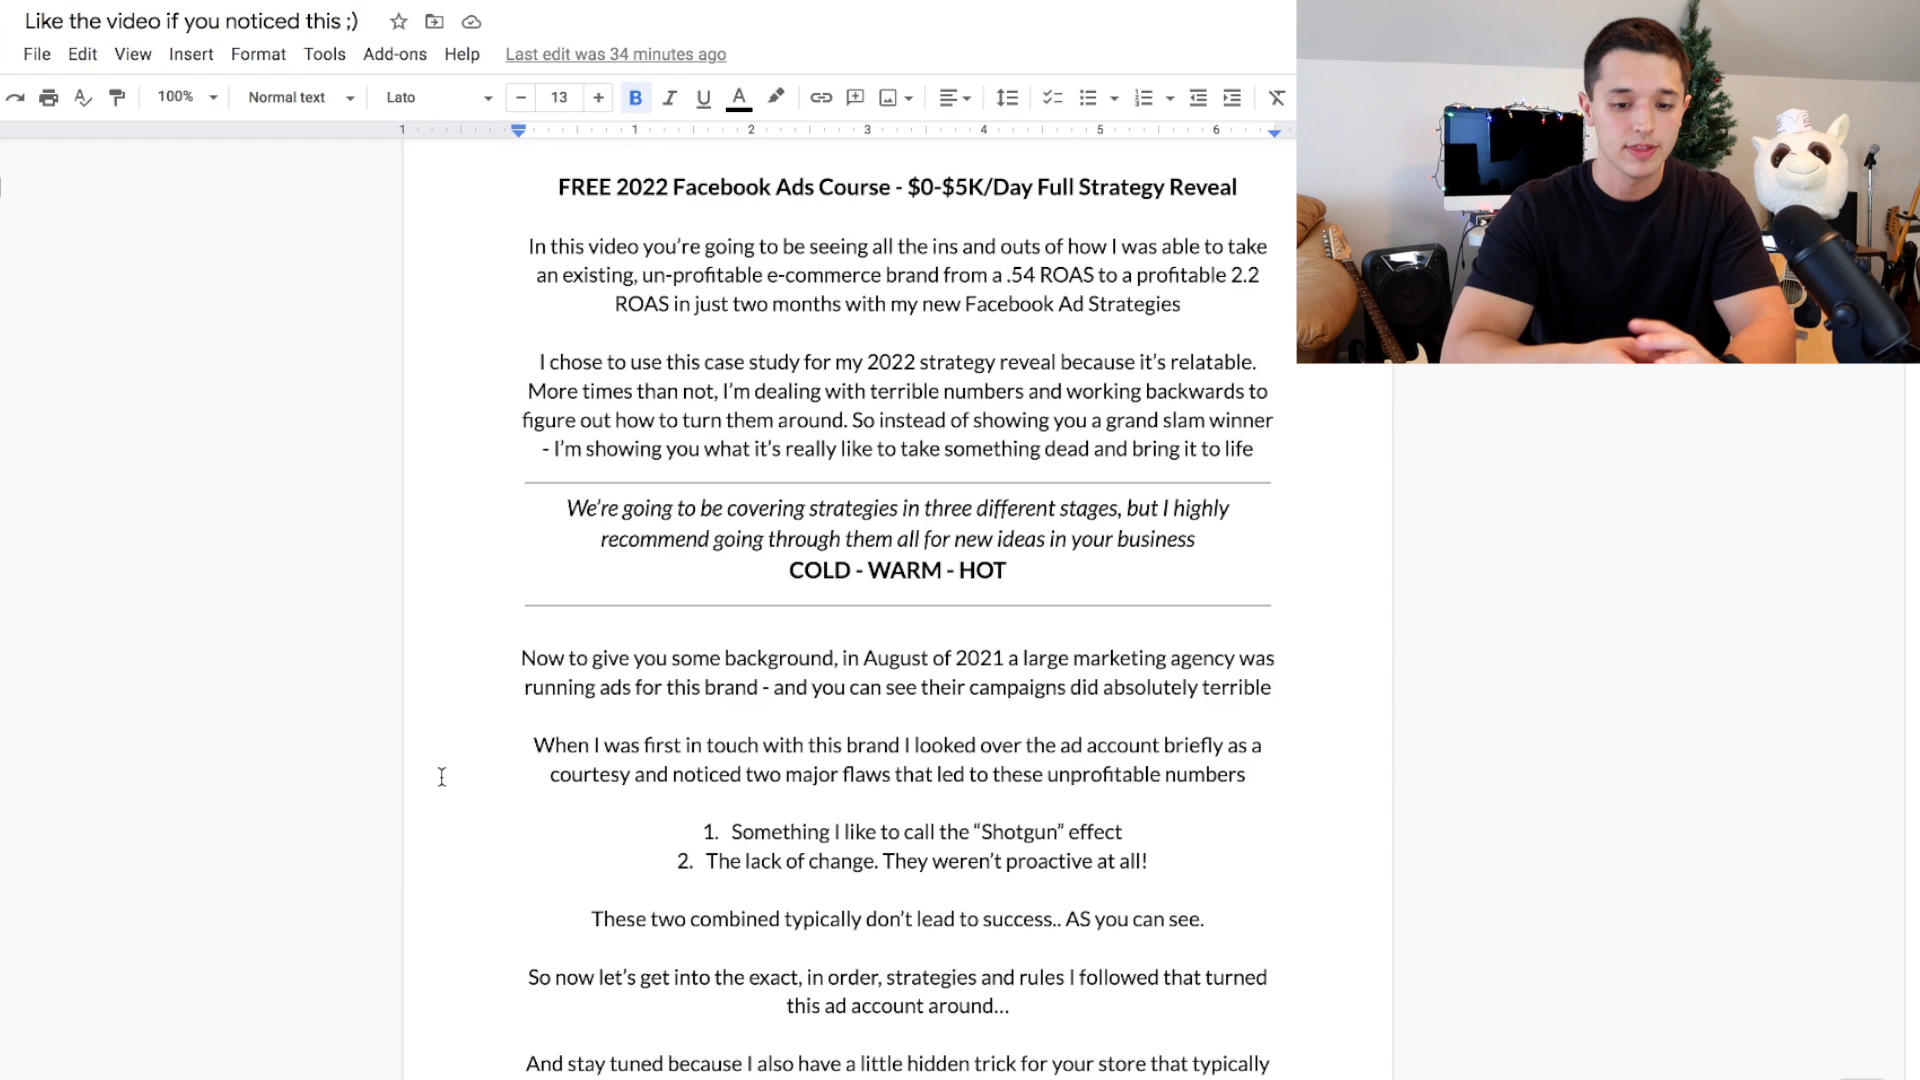 Like the video if you noticed this ;)
File Edit View Insert Format Tools Add-ons Help Last edit was 34 minutes ago
100% Normal text Lato − 13 + B I U A
1 1 2 3 4 5 6
FREE 2022 Facebook Ads Course - $0-$5K/Day Full Strategy Reveal
In this video you’re going to be seeing all the ins and outs of how I was able to take
an existing, un-profitable e-commerce brand from a .54 ROAS to a profitable 2.2
ROAS in just two months with my new Facebook Ad Strategies
I chose to use this case study for my 2022 strategy reveal because it’s relatable.
More times than not, I’m dealing with terrible numbers and working backwards to
figure out how to turn them around. So instead of showing you a grand slam winner
- I’m showing you what it’s really like to take something dead and bring it to life
We’re going to be covering strategies in three different stages, but I highly
recommend going through them all for new ideas in your business
COLD - WARM - HOT
Now to give you some background, in August of 2021 a large marketing agency was
running ads for this brand - and you can see their campaigns did absolutely terrible
When I was first in touch with this brand I looked over the ad account briefly as a
courtesy and noticed two major flaws that led to these unprofitable numbers
1. Something I like to call the “Shotgun” effect
2. The lack of change. They weren’t proactive at all!
These two combined typically don’t lead to success.. AS you can see.
So now let’s get into the exact, in order, strategies and rules I followed that turned
this ad account around...
And stay tuned because I also have a little hidden trick for your store that typically